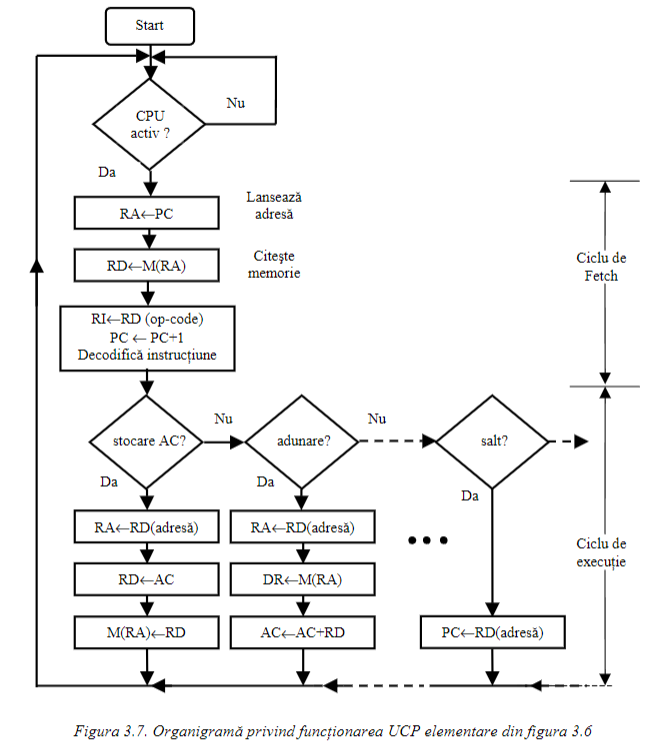 Start
Nu
CPU
activ ?
Da
RA←PC
Lansează
adresă
RD←M(RA)
Citeşte
memorie
Ciclu de
Fetch
RI←RD (op-code)
PC ← PC+1
Decodifică instrucţiune
stocare AC?
Nu
adunare?
Nu
salt?
Da
Da
Da
RA←RD(adresă)
RA←RD(adresă)
RD←AC
DR←M(RA)
Ciclu de
execuţie
M(RA)←RD
AC←AC+RD
PC←RD(adresă)
Figura 3.7. Organigramă privind funcţionarea UCP elementare din figura 3.6